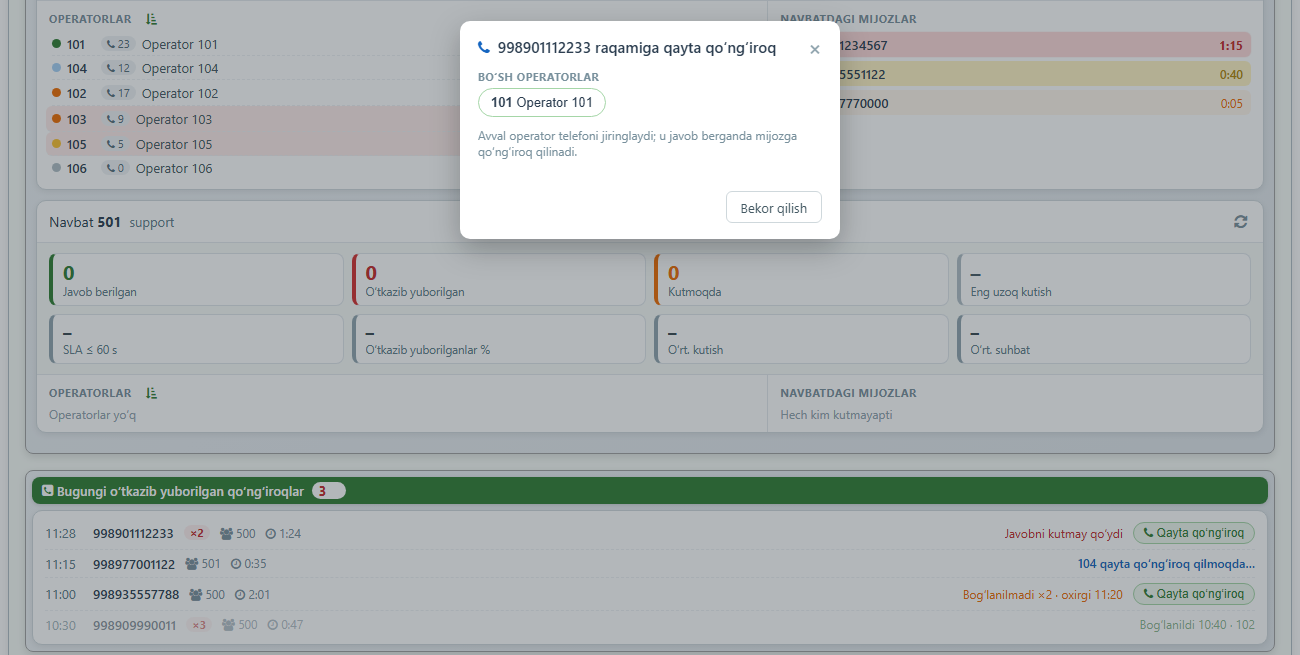 OPERATORLAR
NAVBATDAGI MIJOZLAR
101 23 Operator 101
104 12 Operator 104
102 17 Operator 102
103 9 Operator 103
105 5 Operator 105
106 0 Operator 106
1234567 1:15
5551122 0:40
7770000 0:05
998901112233 raqamiga qayta qoʻngʻiroq ×
BOʻSH OPERATORLAR
101 Operator 101
Avval operator telefoni jiringlaydi; u javob berganda mijozga
qoʻngʻiroq qilinadi.
Bekor qilish
Navbat 501 support
0
Javob berilgan
0
Oʻtkazib yuborilgan
0
Kutmoqda
–
Eng uzoq kutish
–
SLA ≤ 60 s
–
Oʻtkazib yuborilganlar %
–
Oʻrt. kutish
–
Oʻrt. suhbat
OPERATORLAR
Operatorlar yoʻq
NAVBATDAGI MIJOZLAR
Hech kim kutmayapti
Bugungi oʻtkazib yuborilgan qoʻngʻiroqlar 3
11:28 998901112233 ×2 500 1:24 Javobni kutmay qoʻydi Qayta qoʻngʻiroq
11:15 998977001122 501 0:35 104 qayta qoʻngʻiroq qilmoqda...
11:00 998935557788 500 2:01 Bogʻlanilmadi ×2 · oxirgi 11:20 Qayta qoʻngʻiroq
10:30 998909990011 ×3 500 0:47 Bogʻlanildi 10:40 · 102